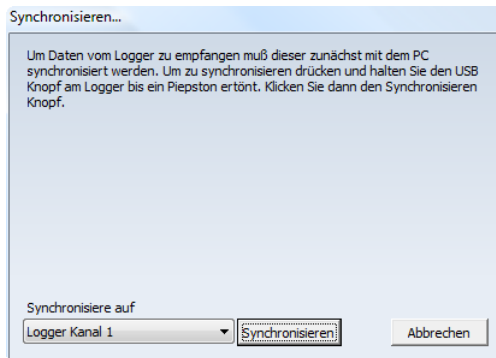 Synchronisieren...
Um Daten vom Logger zu empfangen muß dieser zunächst mit dem PC
synchronisiert werden. Um zu synchronisieren drücken und halten Sie den USB
Knopf am Logger bis ein Piepston ertönt. Klicken Sie dann den Synchronisieren
Knopf.
Synchronisiere auf
Logger Kanal 1 Synchronisieren Abbrechen